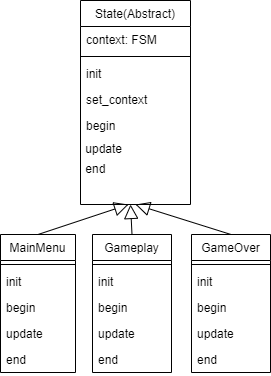 State(Abstract)
context: FSM
init
set_context
begin
update
end
MainMenu
init
begin
update
end
Gameplay
init
begin
update
end
GameOver
init
begin
update
end